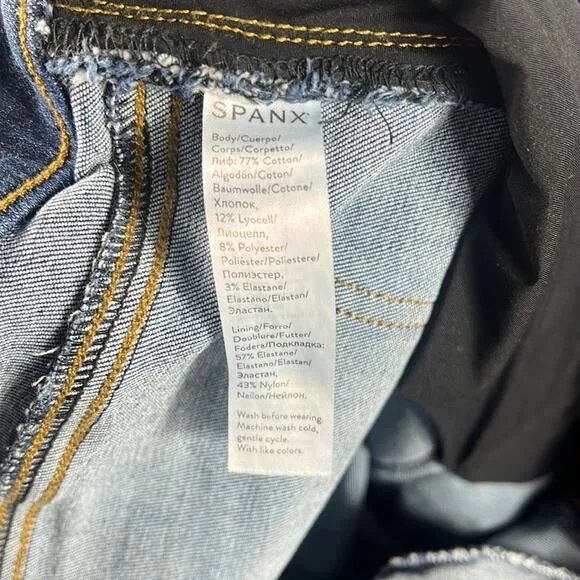 SPANX
Body/Cuerpo/
Corps/Corpetto/
Лиф: 77% Cotton/
Algodón/Coton/
Baumwolle/Cotone/
Хлопок,
12% Lyocell/
Лиоцелл,
8% Polyester/
Poliéster/Poliestere/
Полиэстер,
3% Elastane/
Elastano/Elastan/
Эластан.
Lining/Forro/
Doublure/Futter/
Fodera/Подкладка:
57% Elastane/
Elastano/Elastan/
Эластан,
43% Nylon/
Nailon/Нейлон.
Wash before wearing.
Machine wash cold,
gentle cycle.
With like colors.